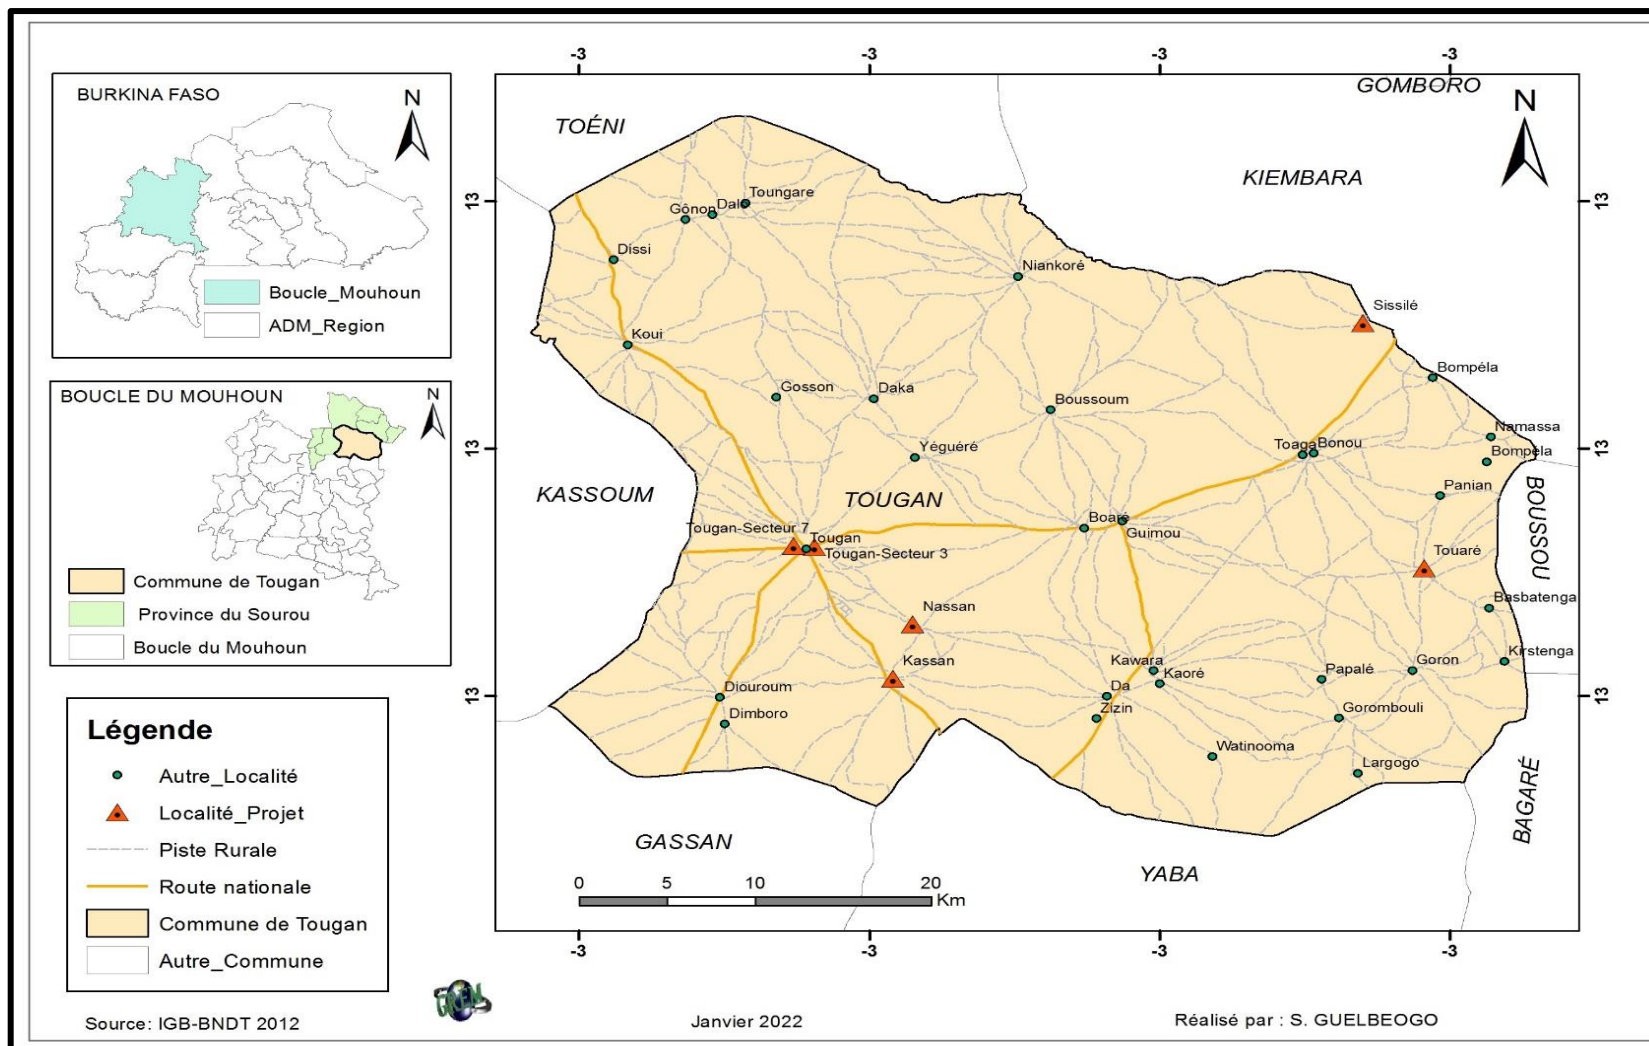 BURKINA FASO
N
Boucle_Mouhoun
ADM_Region
BOUCLE DU MOUHOUN
N
Commune de Tougan
Province du Sourou
Boucle du Mouhoun
Légende
Autre_Localité
Localité_Projet
Piste Rurale
Route nationale
Commune de Tougan
Autre_Commune
Source: IGB-BNDT 2012
GREM
Janvier 2022
Réalisé par : S. GUELBEOGO
-3 -3 -3 -3
13 13
13 13
13 13
-3 -3 -3 -3
N
TOÉNI
GOMBORO
KIEMBARA
KASSOUM
TOUGAN
BOUSSOU
BAGARÉ
GASSAN
YABA
Toungare
Gônon
Dalo
Dissi
Niankoré
Sissilé
Koui
Bompéla
Gosson
Daka
Boussoum
Namassa
Toaga
Bonou
Bompéla
Yéguéré
Panian
Tougan-Secteur 7
Tougan
Tougan-Secteur 3
Boaré
Guimou
Touaré
Nassan
Basbatenga
Kassan
Kawara
Kaoré
Papalé
Goron
Kirstenga
Diouroum
Dimboro
Da
Zizin
Gorombouli
Watinooma
Largogo
0 5 10 20
Km